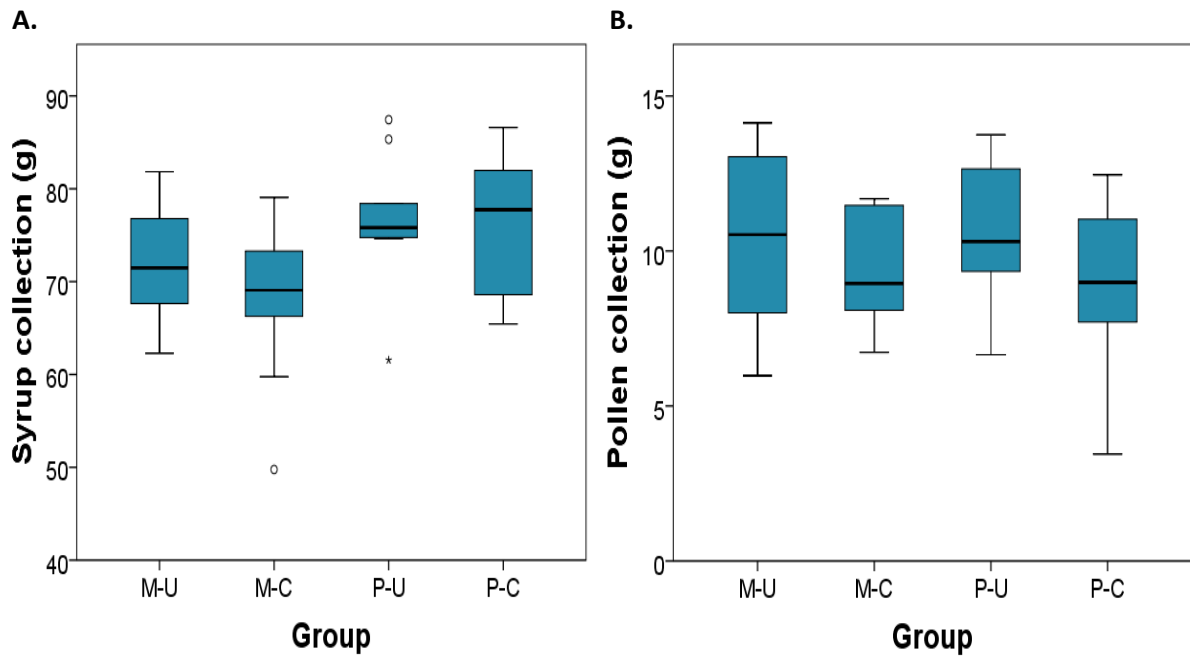 A.
Syrup collection (g)
90
80
70
60
50
40
M-U M-C P-U P-C
Group
B.
Pollen collection (g)
15
10
5
0
M-U M-C P-U P-C
Group